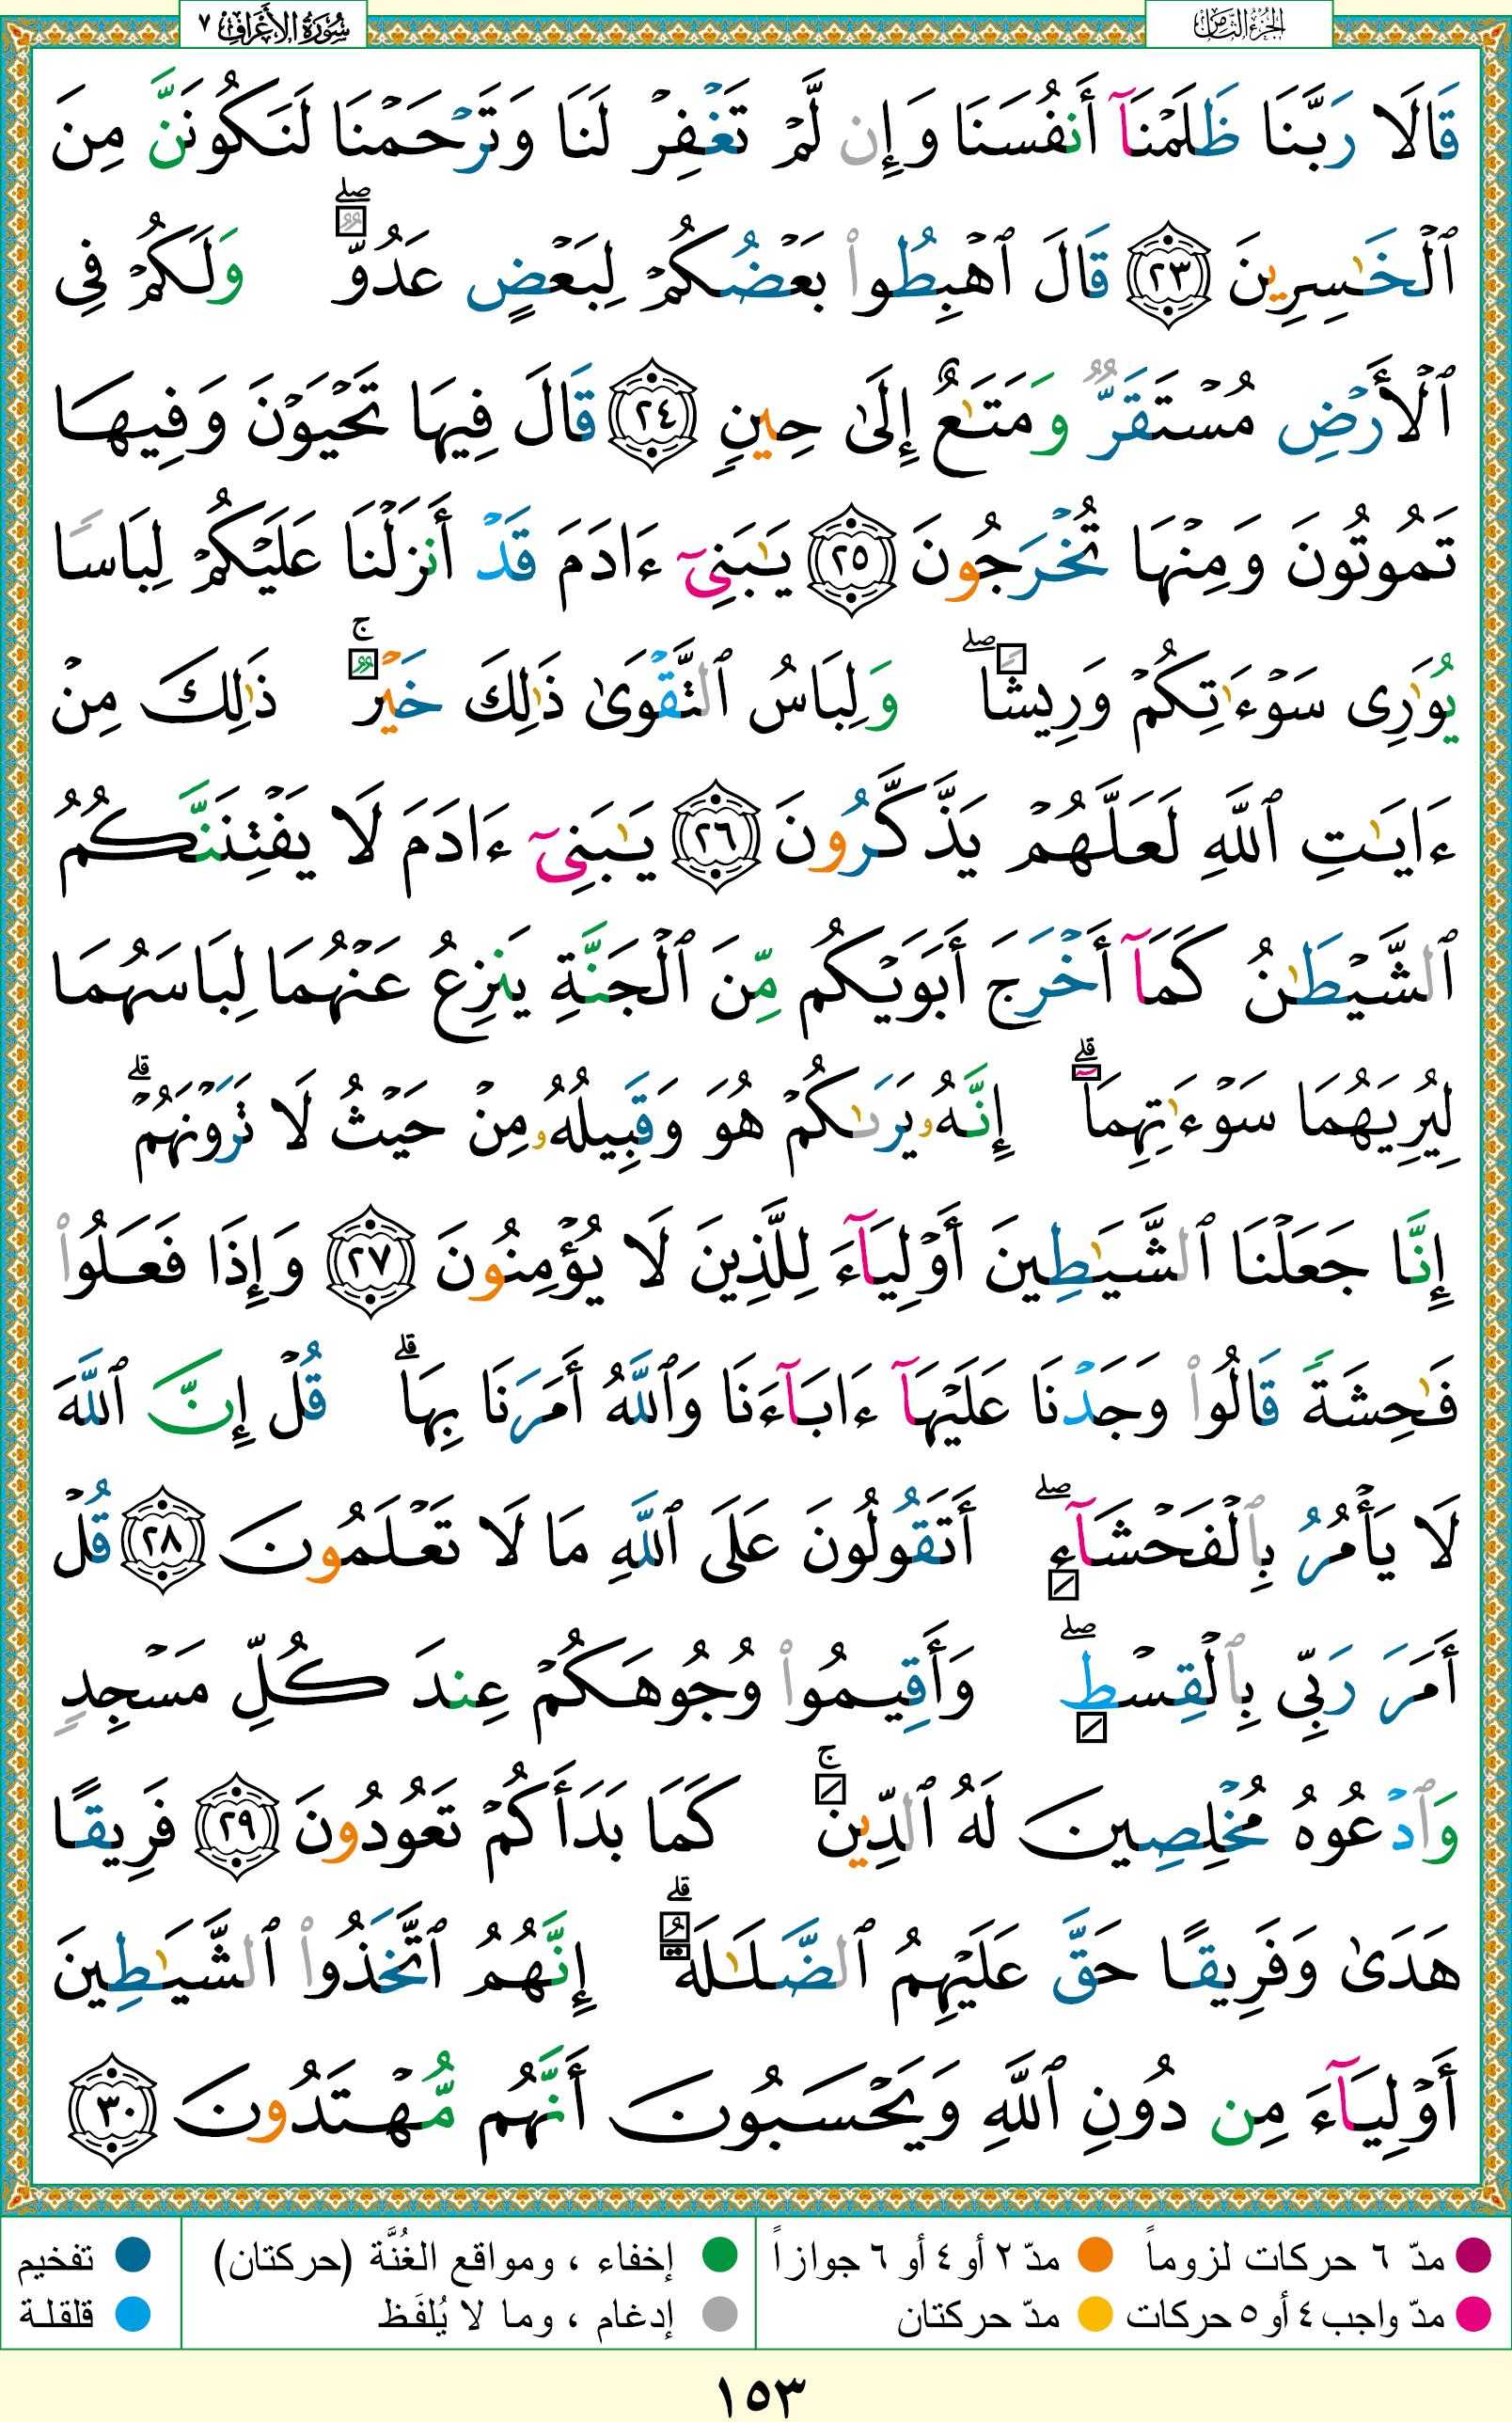 الجزء الثامن
سورة الأعراف ٧
قَالَا رَبَّنَا ظَلَمْنَآ أَنفُسَنَا وَإِن لَّمْ تَغْفِرْ لَنَا وَتَرْحَمْنَا لَنَكُونَنَّ مِنَ
ٱلْخَٰسِرِينَ ٢٣ قَالَ ٱهْبِطُوا۟ بَعْضُكُمْ لِبَعْضٍ عَدُوٌّ ۖ وَلَكُمْ فِى
ٱلْأَرْضِ مُسْتَقَرٌّ وَمَتَٰعٌ إِلَىٰ حِينٍ ٢٤ قَالَ فِيهَا تَحْيَوْنَ وَفِيهَا
تَمُوتُونَ وَمِنْهَا تُخْرَجُونَ ٢٥ يَٰبَنِىٓ ءَادَمَ قَدْ أَنزَلْنَا عَلَيْكُمْ لِبَاسًا
يُوَٰرِى سَوْءَٰتِكُمْ وَرِيشًا ۖ وَلِبَاسُ ٱلتَّقْوَىٰ ذَٰلِكَ خَيْرٌ ۚ ذَٰلِكَ مِنْ
ءَايَٰتِ ٱللَّهِ لَعَلَّهُمْ يَذَّكَّرُونَ ٢٦ يَٰبَنِىٓ ءَادَمَ لَا يَفْتِنَنَّكُمُ
ٱلشَّيْطَٰنُ كَمَآ أَخْرَجَ أَبَوَيْكُم مِّنَ ٱلْجَنَّةِ يَنزِعُ عَنْهُمَا لِبَاسَهُمَا
لِيُرِيَهُمَا سَوْءَٰتِهِمَآ ۗ إِنَّهُۥ يَرَىٰكُمْ هُوَ وَقَبِيلُهُۥ مِنْ حَيْثُ لَا تَرَوْنَهُمْ ۗ
إِنَّا جَعَلْنَا ٱلشَّيَٰطِينَ أَوْلِيَآءَ لِلَّذِينَ لَا يُؤْمِنُونَ ٢٧ وَإِذَا فَعَلُوا۟
فَٰحِشَةً قَالُوا۟ وَجَدْنَا عَلَيْهَآ ءَابَآءَنَا وَٱللَّهُ أَمَرَنَا بِهَا ۗ قُلْ إِنَّ ٱللَّهَ
لَا يَأْمُرُ بِٱلْفَحْشَآءِ ۖ أَتَقُولُونَ عَلَى ٱللَّهِ مَا لَا تَعْلَمُونَ ٢٨ قُلْ
أَمَرَ رَبِّى بِٱلْقِسْطِ ۖ وَأَقِيمُوا۟ وُجُوهَكُمْ عِندَ كُلِّ مَسْجِدٍ
وَٱدْعُوهُ مُخْلِصِينَ لَهُ ٱلدِّينَ ۚ كَمَا بَدَأَكُمْ تَعُودُونَ ٢٩ فَرِيقًا
هَدَىٰ وَفَرِيقًا حَقَّ عَلَيْهِمُ ٱلضَّلَٰلَةُ ۗ إِنَّهُمُ ٱتَّخَذُوا۟ ٱلشَّيَٰطِينَ
أَوْلِيَآءَ مِن دُونِ ٱللَّهِ وَيَحْسَبُونَ أَنَّهُم مُّهْتَدُونَ ٣٠
مدّ ٦ حركات لزوماً مدّ ٢ أو ٤ أو ٦ جوازاً إخفاء ، ومواقع الغُنَّة (حركتان) تفخيم
مدّ واجب ٤ أو ٥ حركات مدّ حركتان إدغام ، وما لا يُلفَظ قلقلة
١٥٣